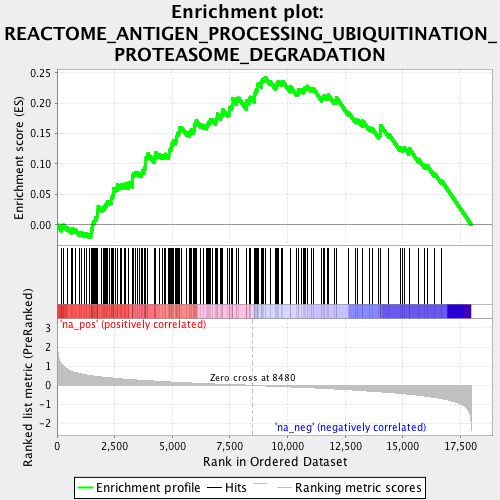 Enrichment plot:
REACTOME_ANTIGEN_PROCESSING_UBIQUITINATION_
PROTEASOME_DEGRADATION
Enrichment score (ES)
0.25
0.20
0.15
0.10
0.05
0.00
'na_pos' (positively correlated)
Ranked list metric (PreRanked)
3
2
1
0
-1
-2
Zero cross at 8480
'na_neg' (negatively correlated)
0
2,500
5,000
7,500
10,000
12,500
15,000
17,500
Rank in Ordered Dataset
Enrichment profile
Hits
Ranking metric scores